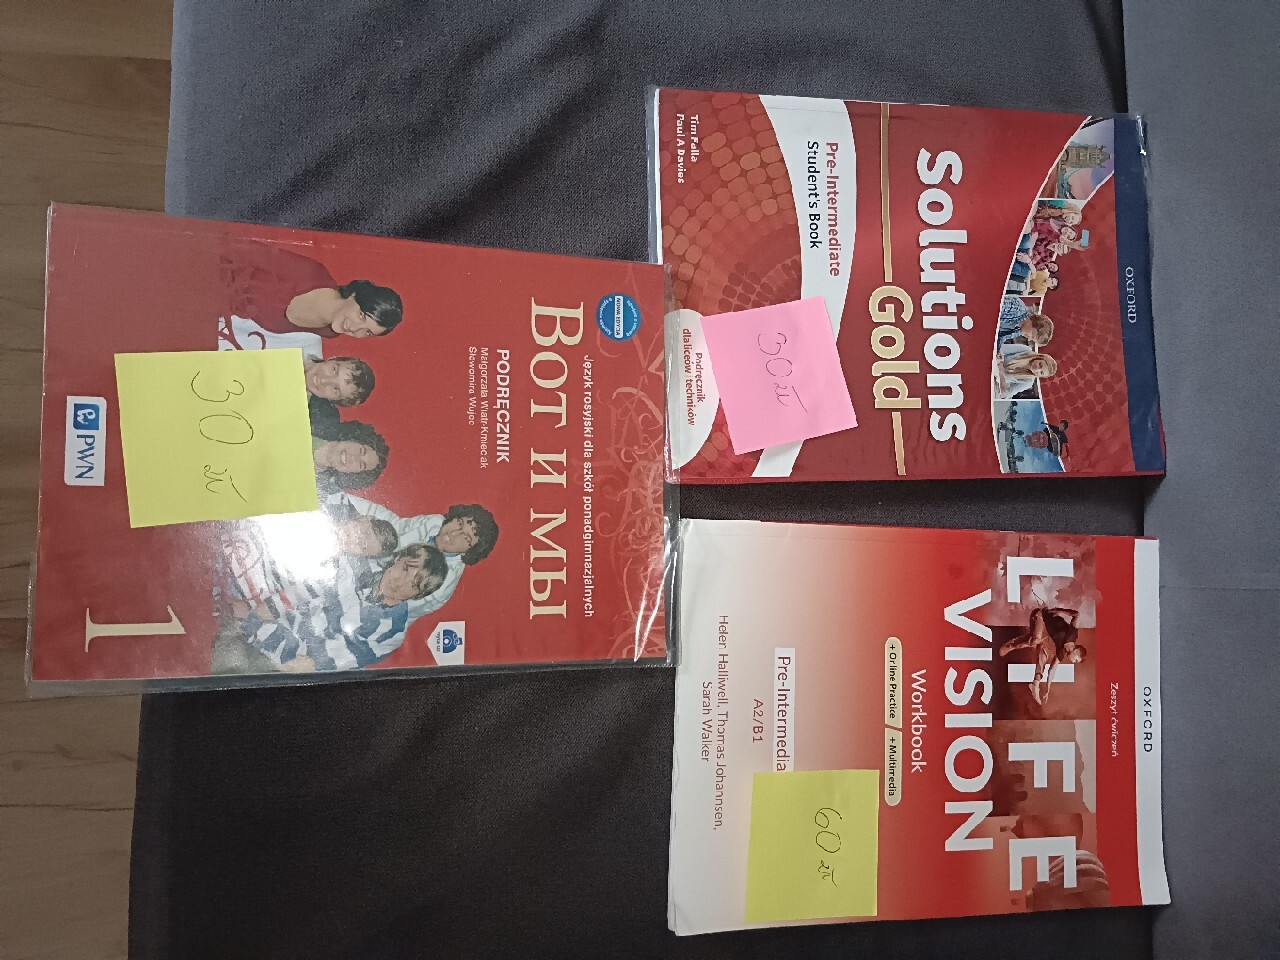 Вот и мы
Język rosyjski dla szkół ponadgimnazjalnych
NOWA EDYCJA
PODRĘCZNIK
Małgorzata Wiatr-Kmieciak
Sławomira Wujec
30 zł
PWN
1
OXFORD
Solutions
Gold
Pre-Intermediate
Student's Book
Tim Falla
Paul A Davies
Podręcznik
dla liceów i techników
30 zł
OXFORD
Zeszyt ćwiczeń
LIFE
VISION
Workbook
+ Online Practice
+ Multimedia
Pre-Intermedia
A2/B1
Helen Halliwell, Thomas Johannsen,
Sarah Walker
60 zł